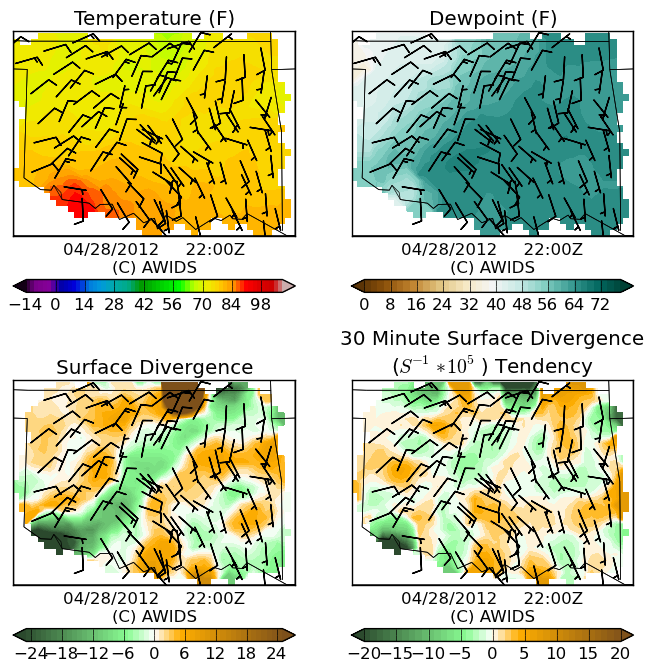 Temperature (F)
Dewpoint (F)
04/28/2012 22:00Z
(C) AWIDS
04/28/2012 22:00Z
(C) AWIDS
−14 0 14 28 42 56 70 84 98
0 8 16 24 32 40 48 56 64 72
30 Minute Surface Divergence
Surface Divergence
(S⁻¹ *10⁵ ) Tendency
04/28/2012 22:00Z
(C) AWIDS
04/28/2012 22:00Z
(C) AWIDS
−24 −18 −12 −6 0 6 12 18 24
−20 −15 −10 −5 0 5 10 15 20